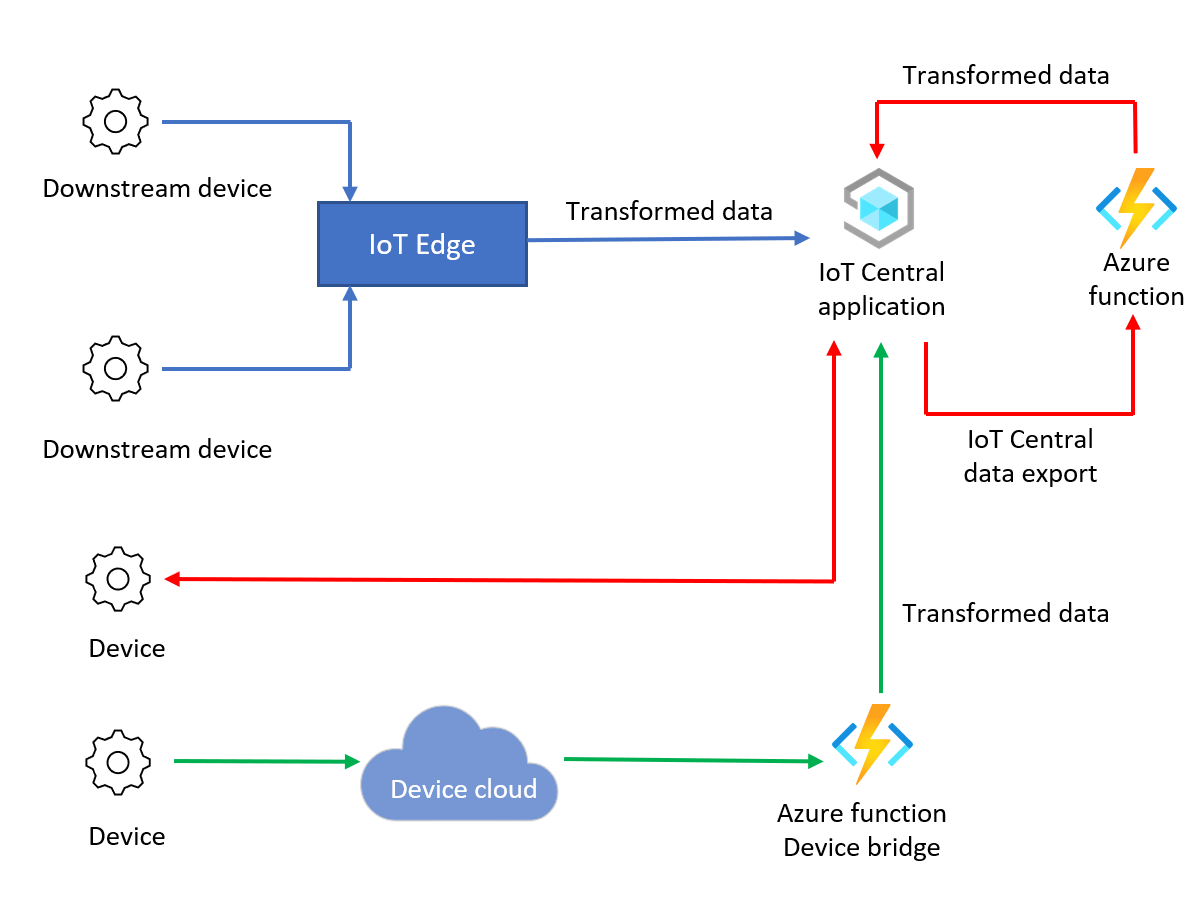 Transformed data
Downstream device
IoT Edge
Transformed data
IoT Central
application
Azure
function
Downstream device
IoT Central
data export
Device
Transformed data
Device cloud
Device
Azure function
Device bridge